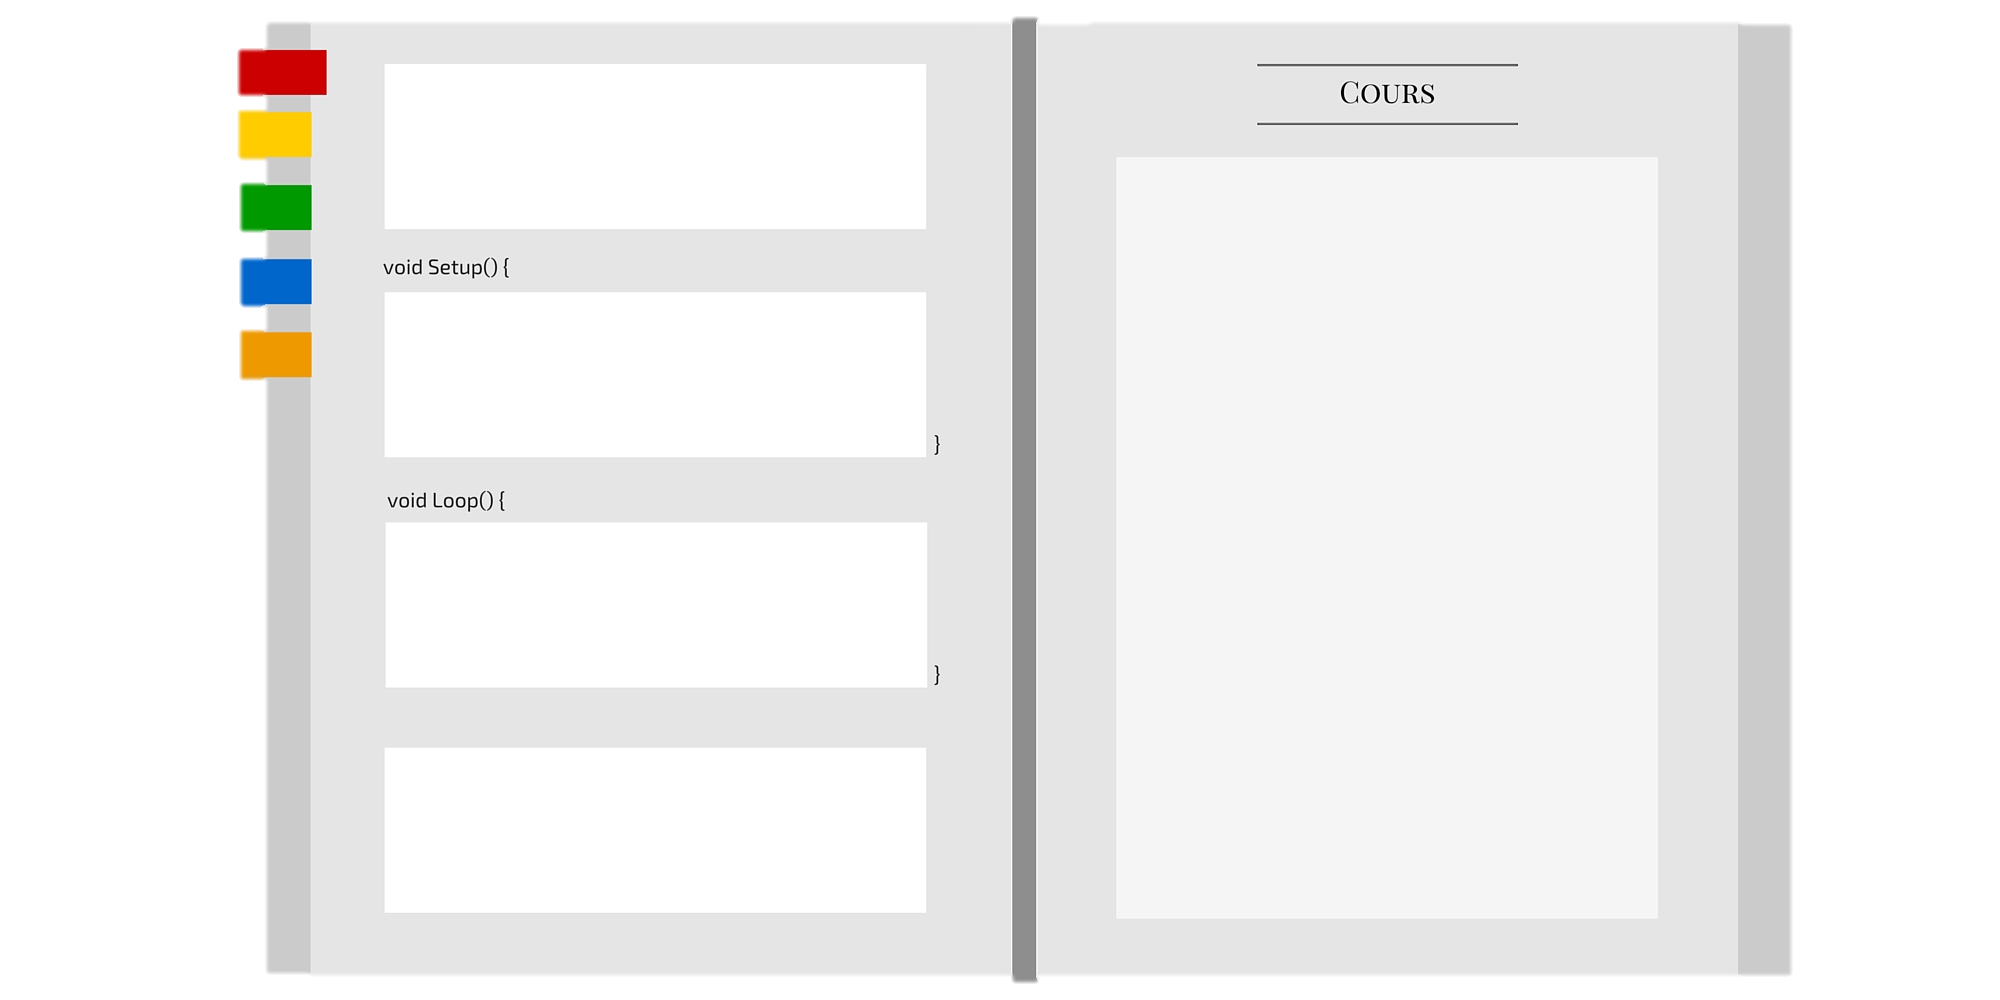 void Setup() {
}
void Loop() {
}
Cours